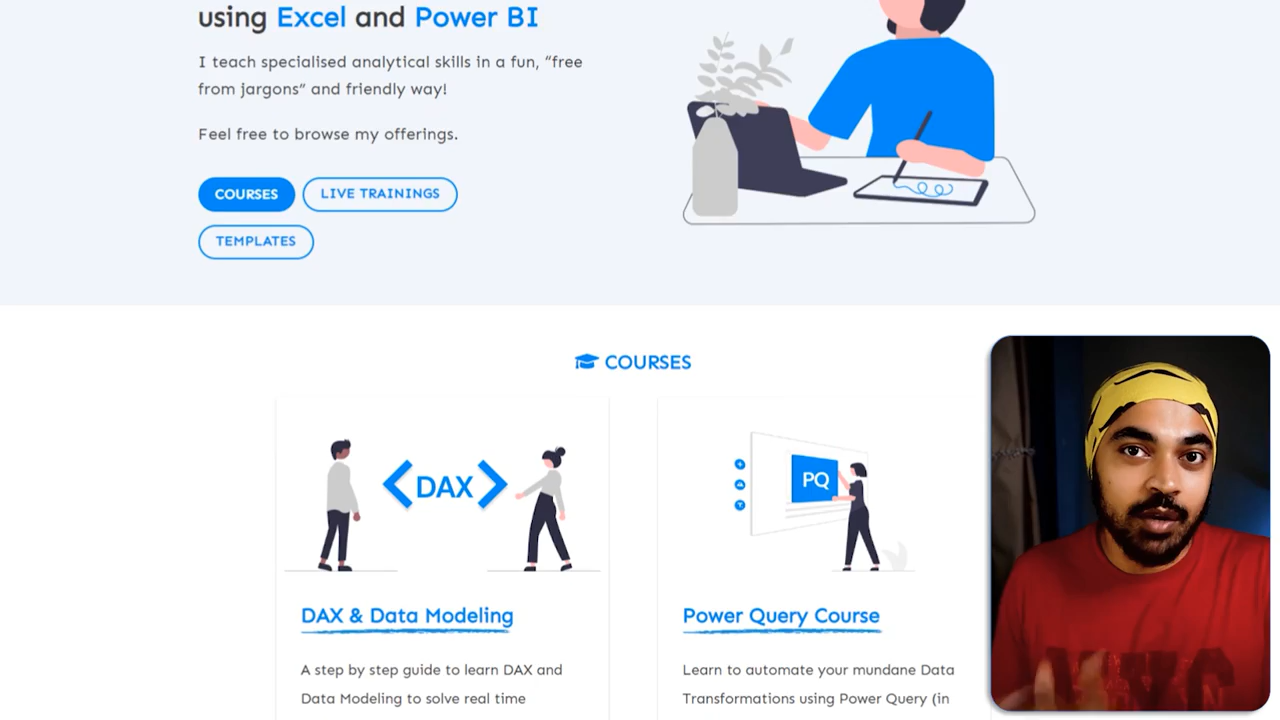 using Excel and Power BI
I teach specialised analytical skills in a fun, “free
from jargons” and friendly way!
Feel free to browse my offerings.
COURSES
LIVE TRAININGS
TEMPLATES
COURSES
<DAX>
PQ
DAX & Data Modeling
Power Query Course
A step by step guide to learn DAX and
Data Modeling to solve real time
Learn to automate your mundane Data
Transformations using Power Query (in